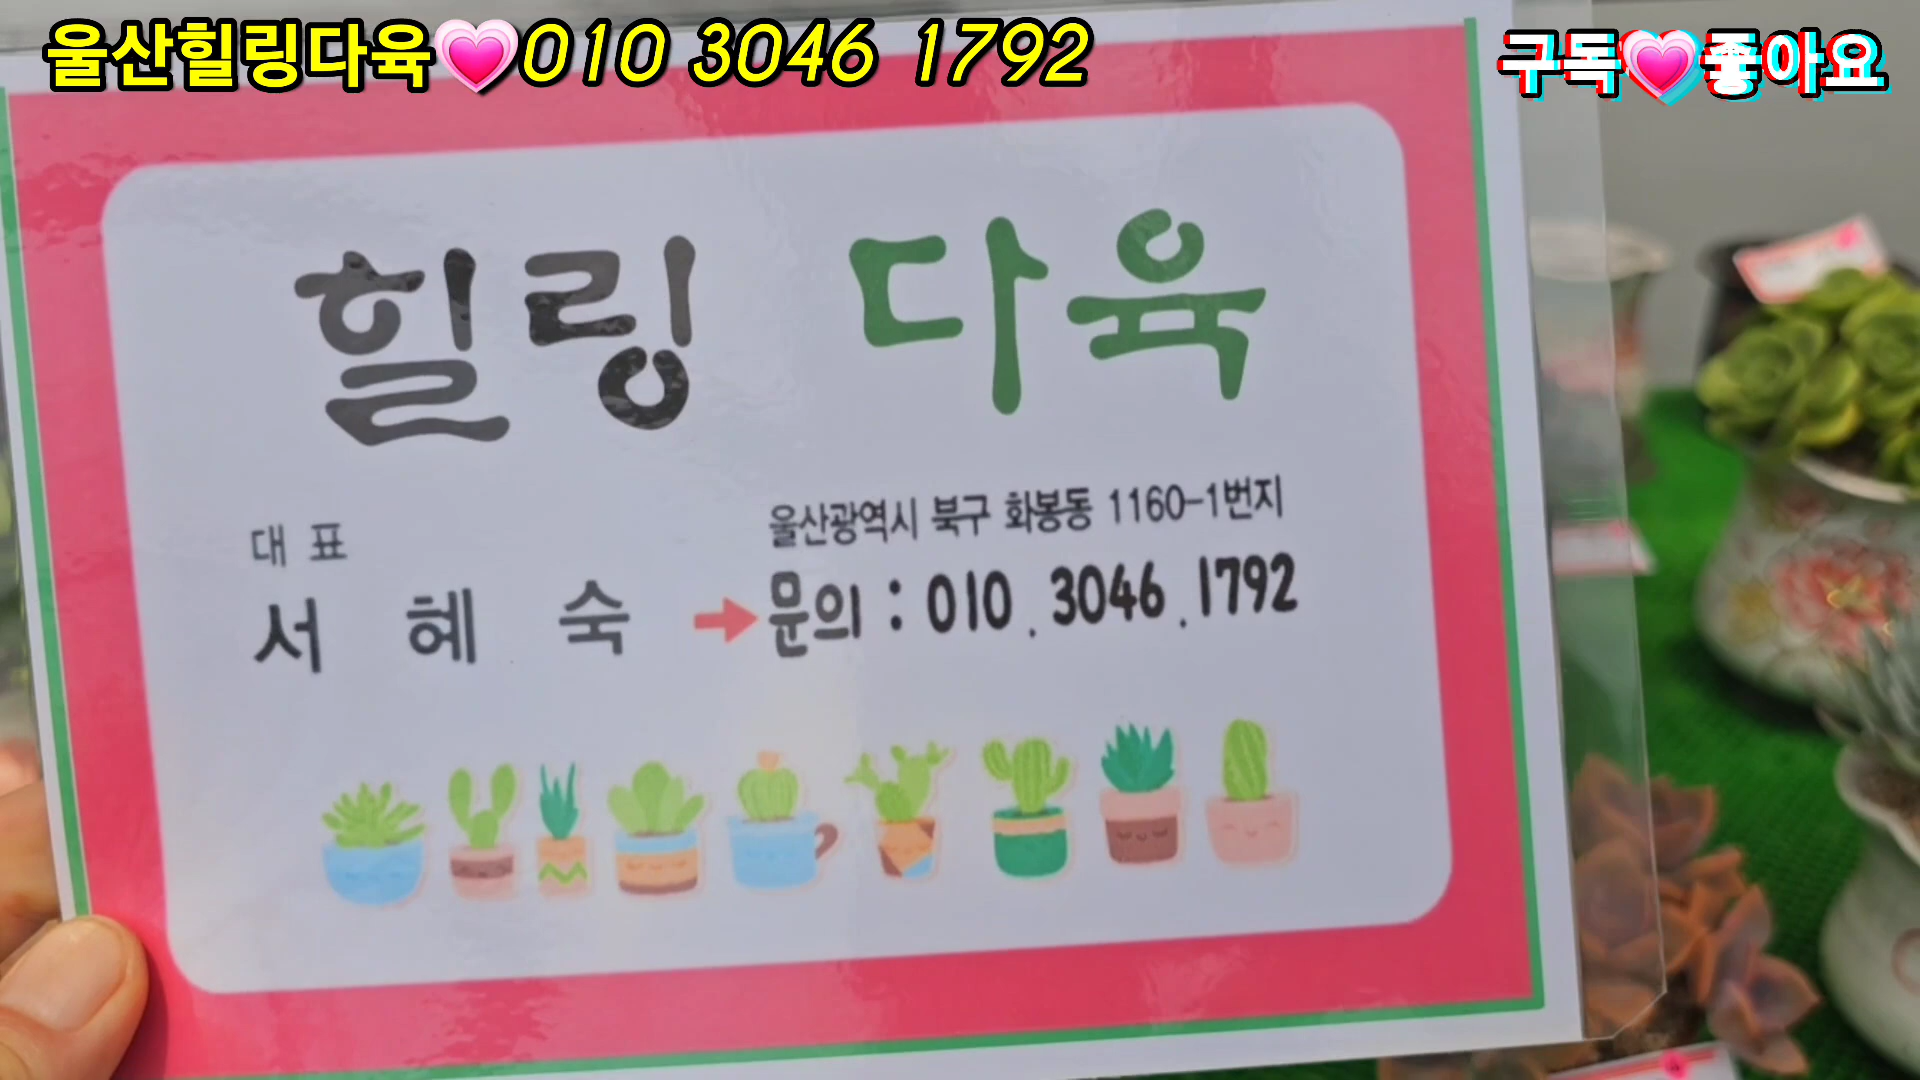 울산힐링다육💗010 3046 1792
구독💗좋아요
힐링 다육
대표
서혜숙
울산광역시 북구 화봉동 1160-1번지
➡문의 : 010 . 3046 . 1792